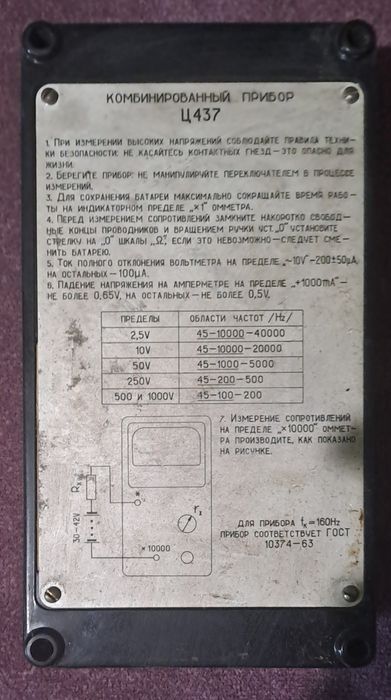 КОМБИНИРОВАННЫЙ ПРИБОР
Ц437
1. ПРИ ИЗМЕРЕНИИ ВЫСОКИХ НАПРЯЖЕНИЙ СОБЛЮДАЙТЕ ПРАВИЛА ТЕХНИ-
КИ БЕЗОПАСНОСТИ: НЕ КАСАЙТЕСЬ КОНТАКТНЫХ ГНЕЗД—ЭТО ОПАСНО ДЛЯ
ЖИЗНИ.
2. БЕРЕГИТЕ ПРИБОР: НЕ МАНИПУЛИРУЙТЕ ПЕРЕКЛЮЧАТЕЛЕМ В ПРОЦЕССЕ
ИЗМЕРЕНИЙ.
3. ДЛЯ СОХРАНЕНИЯ БАТАРЕИ МАКСИМАЛЬНО СОКРАЩАЙТЕ ВРЕМЯ РАБО-
ТЫ НА ИНДИКАТОРНОМ ПРЕДЕЛЕ „×1" ОММЕТРА.
4. ПЕРЕД ИЗМЕРЕНИЕМ СОПРОТИВЛЕНИЙ ЗАМКНИТЕ НАКОРОТКО СВОБОД-
НЫЕ КОНЦЫ ПРОВОДНИКОВ И ВРАЩЕНИЕМ РУЧКИ УСТ. „0" УСТАНОВИТЕ
СТРЕЛКУ НА „0" ШКАЛЫ „Ω", ЕСЛИ ЭТО НЕВОЗМОЖНО—СЛЕДУЕТ СМЕ-
НИТЬ БАТАРЕЮ.
5. ТОК ПОЛНОГО ОТКЛОНЕНИЯ ВОЛЬТМЕТРА НА ПРЕДЕЛЕ „~10V"—200±50μA,
НА ОСТАЛЬНЫХ—100μA.
6. ПАДЕНИЕ НАПРЯЖЕНИЯ НА АМПЕРМЕТРЕ НА ПРЕДЕЛЕ „+1000mA"—
НЕ БОЛЕЕ 0,65V, НА ОСТАЛЬНЫХ—НЕ БОЛЕЕ 0,5V.
ПРЕДЕЛЫ ОБЛАСТИ ЧАСТОТ /Hz/
2,5V 45-10000-40000
10V 45-10000-20000
50V 45-1000-5000
250V 45-200-500
500 и 1000V 45-100-200
7. ИЗМЕРЕНИЕ СОПРОТИВЛЕНИЙ
НА ПРЕДЕЛЕ „×10000" ОММЕТ-
РА ПРОИЗВОДИТЕ, КАК ПОКАЗАНО
НА РИСУНКЕ.
Rx
30-42V
*
rx
×10000
ДЛЯ ПРИБОРА fк=160Hz
ПРИБОР СООТВЕТСТВУЕТ ГОСТ
10374-63